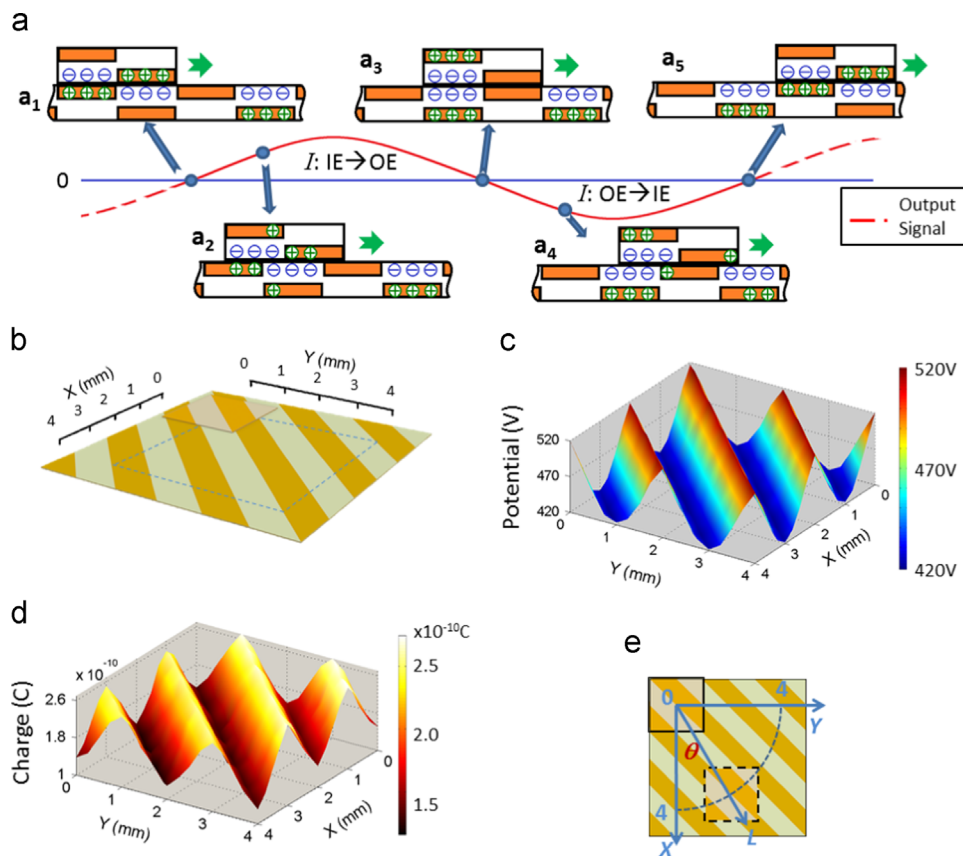 a
a1
a3
a5
0
I: IE→OE
I: OE→IE
Output
Signal
a2
a4
b
X (mm)
4 3 2 1 0
Y (mm)
0 1 2 3 4
c
Potential (V)
520
470
420
0 1 2 3 4
Y (mm)
4 3 2 1 0
X (mm)
520V
470V
420V
d
x 10⁻¹⁰
Charge (C)
2.6
1.8
1
0 1 2 3 4
Y (mm)
4 3 2 1 0
X (mm)
x10⁻¹⁰C
2.5
2.0
1.5
e
0
4
Y
θ
4
X
L